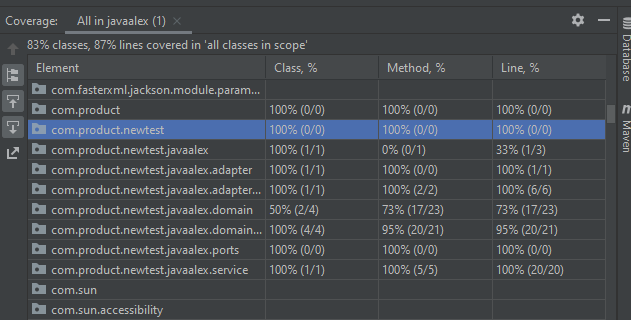 Coverage: All in javaalex (1) ×
83% classes, 87% lines covered in 'all classes in scope'
Element Class, % Method, % Line, %
com.fasterxml.jackson.module.param...
com.product 100% (0/0) 100% (0/0) 100% (0/0)
com.product.newtest 100% (0/0) 100% (0/0) 100% (0/0)
com.product.newtest.javaalex 100% (1/1) 0% (0/1) 33% (1/3)
com.product.newtest.javaalex.adapter 100% (1/1) 100% (0/0) 100% (1/1)
com.product.newtest.javaalex.adapter... 100% (1/1) 100% (2/2) 100% (6/6)
com.product.newtest.javaalex.domain 50% (2/4) 73% (17/23) 73% (17/23)
com.product.newtest.javaalex.domain... 100% (4/4) 95% (20/21) 95% (20/21)
com.product.newtest.javaalex.ports 100% (0/0) 100% (0/0) 100% (0/0)
com.product.newtest.javaalex.service 100% (1/1) 100% (5/5) 100% (20/20)
com.sun
com.sun.accessibility
Database
m Maven